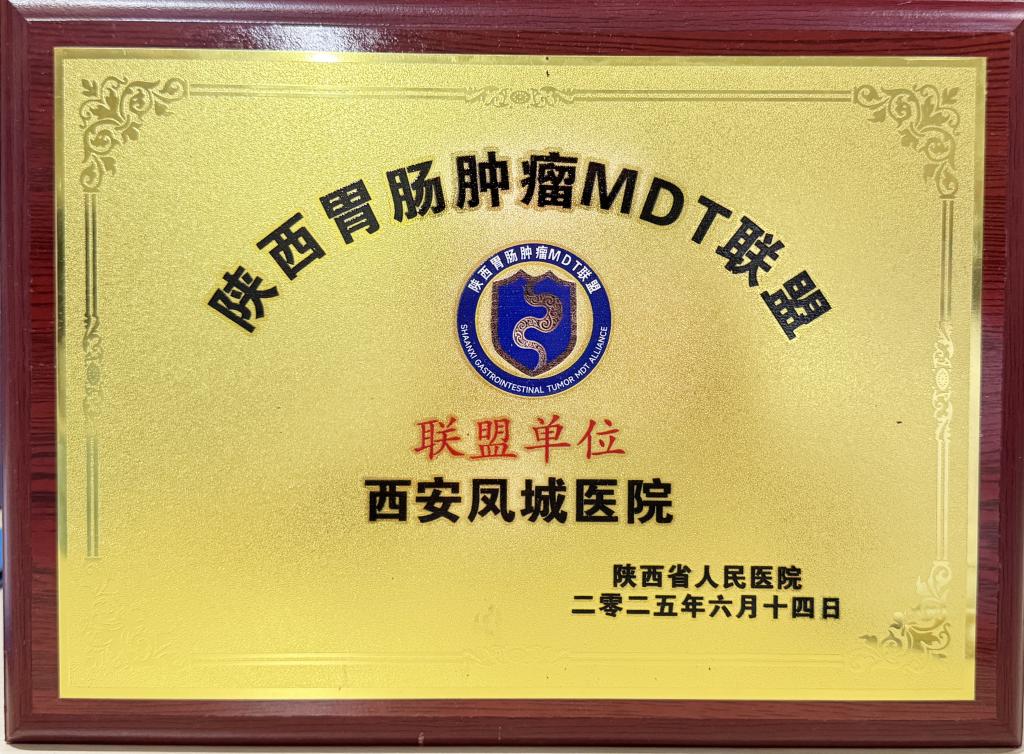 陕西胃肠肿瘤MDT联盟
陕西胃肠肿瘤MDT联盟
SHAANXI GASTROINTESTINAL TUMOR MDT ALLIANCE
联盟单位
西安凤城医院
陕西省人民医院
二零二五年六月十四日